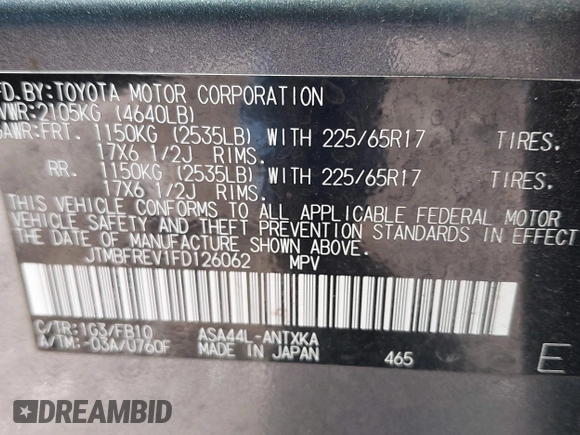 FD.BY:TOYOTA MOTOR CORPORATION
VWR:2105KG (4640LB)
GAWR:FRT. 1150KG (2535LB) WITH 225/65R17 TIRES.
17X6 1/2J RIMS.
RR. 1150KG (2535LB) WITH 225/65R17 TIRES.
17X6 1/2J RIMS.
THIS VEHICLE CONFORMS TO ALL APPLICABLE FEDERAL MOTOR
VEHICLE SAFETY AND THEFT PREVENTION STANDARDS IN EFFECT ON
THE DATE OF MANUFACTURE SHOWN ABOVE.
JTMBFREV1FD126062 MPV
C/TR:1G3/FB10 ASA44L-ANTXKA
A/TM:-03A/U760F MADE IN JAPAN 465 E
DREAMBID